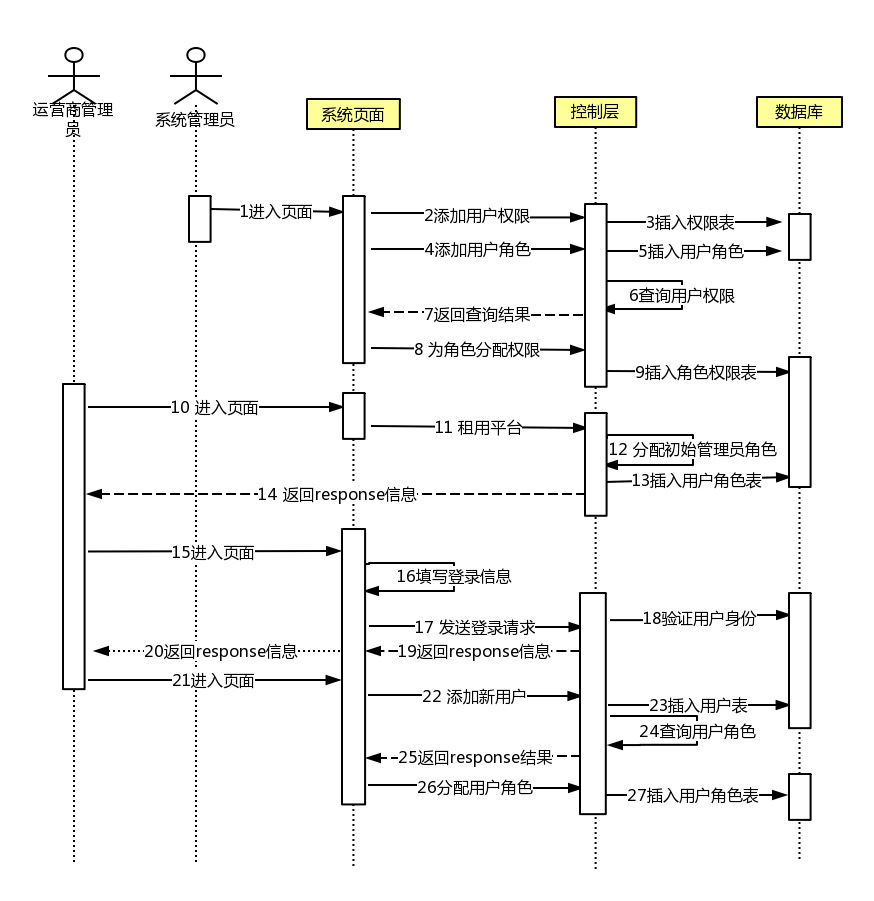 运营商管理
员
系统管理员
系统页面
控制层
数据库
1进入页面
2添加用户权限
3插入权限表
4添加用户角色
5插入用户角色
6查询用户权限
7返回查询结果
8 为角色分配权限
9插入角色权限表
10 进入页面
11 租用平台
12 分配初始管理员角色
13插入用户角色表
14 返回response信息
15进入页面
16填写登录信息
17 发送登录请求
18验证用户身份
19返回response信息
20返回response信息
21进入页面
22 添加新用户
23插入用户表
24查询用户角色
25返回response结果
26分配用户角色
27插入用户角色表